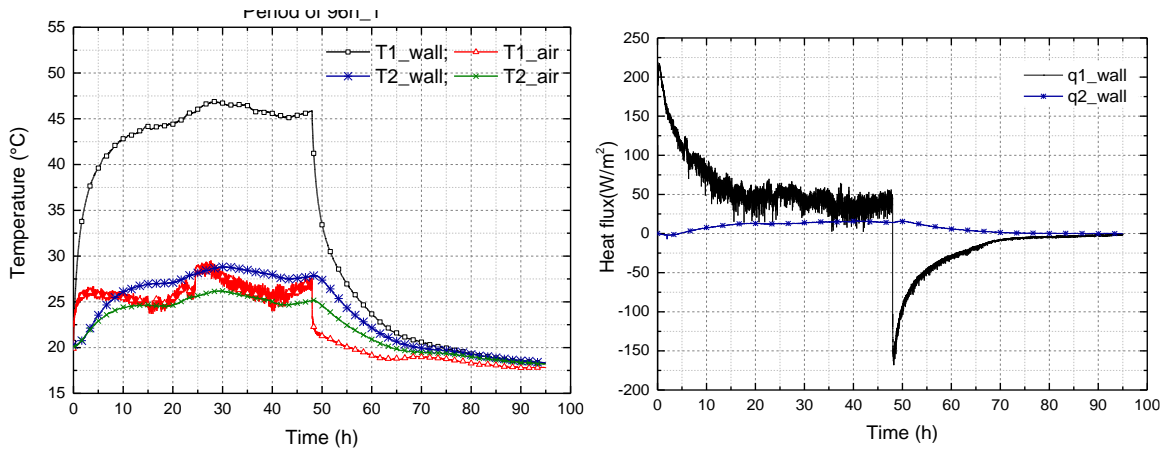 Period of 96h_1
55
50
45
40
35
30
25
20
15
Temperature (°C)
T1_wall; T1_air
T2_wall; T2_air
0 10 20 30 40 50 60 70 80 90 100
Time (h)
250
200
150
100
50
0
-50
-100
-150
-200
Heat flux(W/m²)
q1_wall
q2_wall
0 10 20 30 40 50 60 70 80 90 100
Time (h)